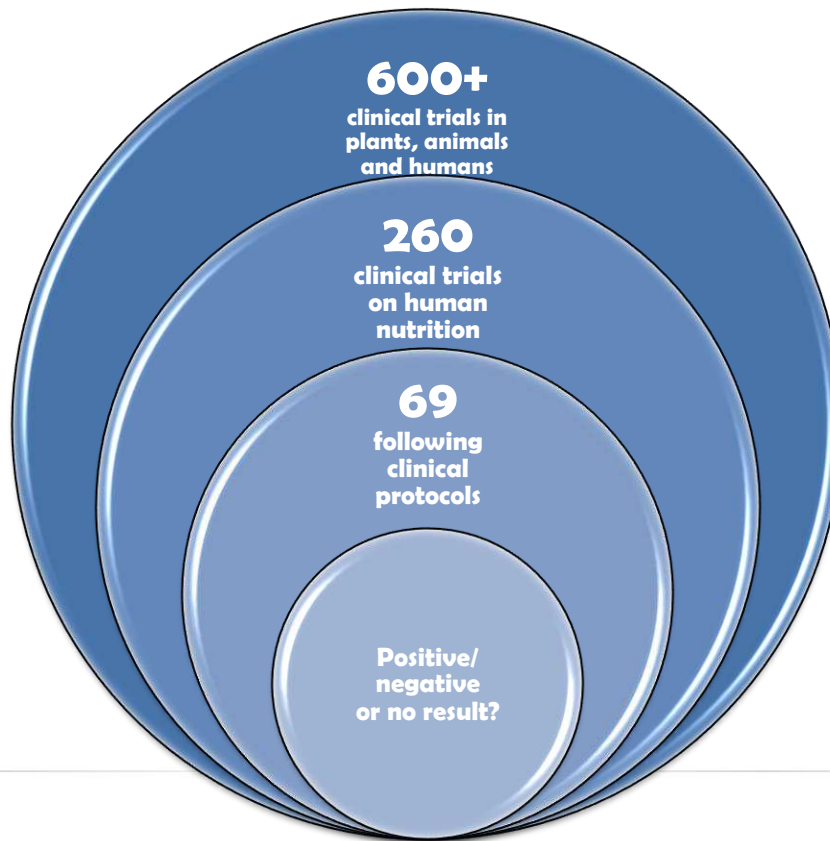 600+
clinical trials in
plants, animals
and humans
260
clinical trials
on human
nutrition
69
following
clinical
protocols
Positive/
negative
or no result?